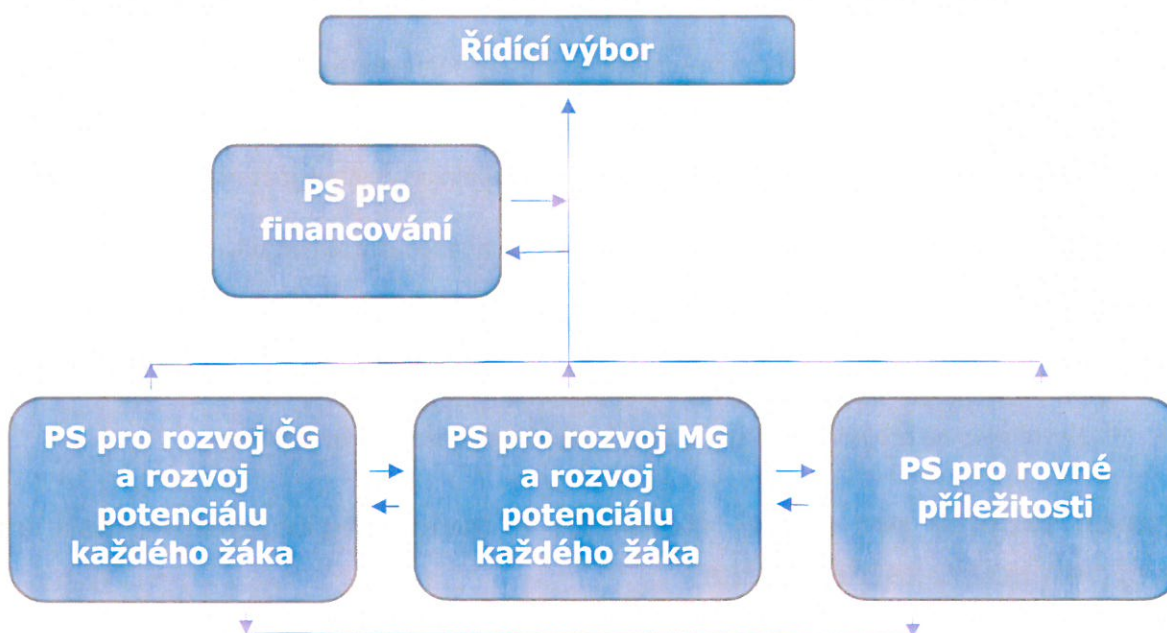 Řídící výbor
PS pro
financování
PS pro rozvoj ČG
a rozvoj
potenciálu
každého žáka
PS pro rozvoj MG
a rozvoj
potenciálu
každého žáka
PS pro rovné
příležitosti